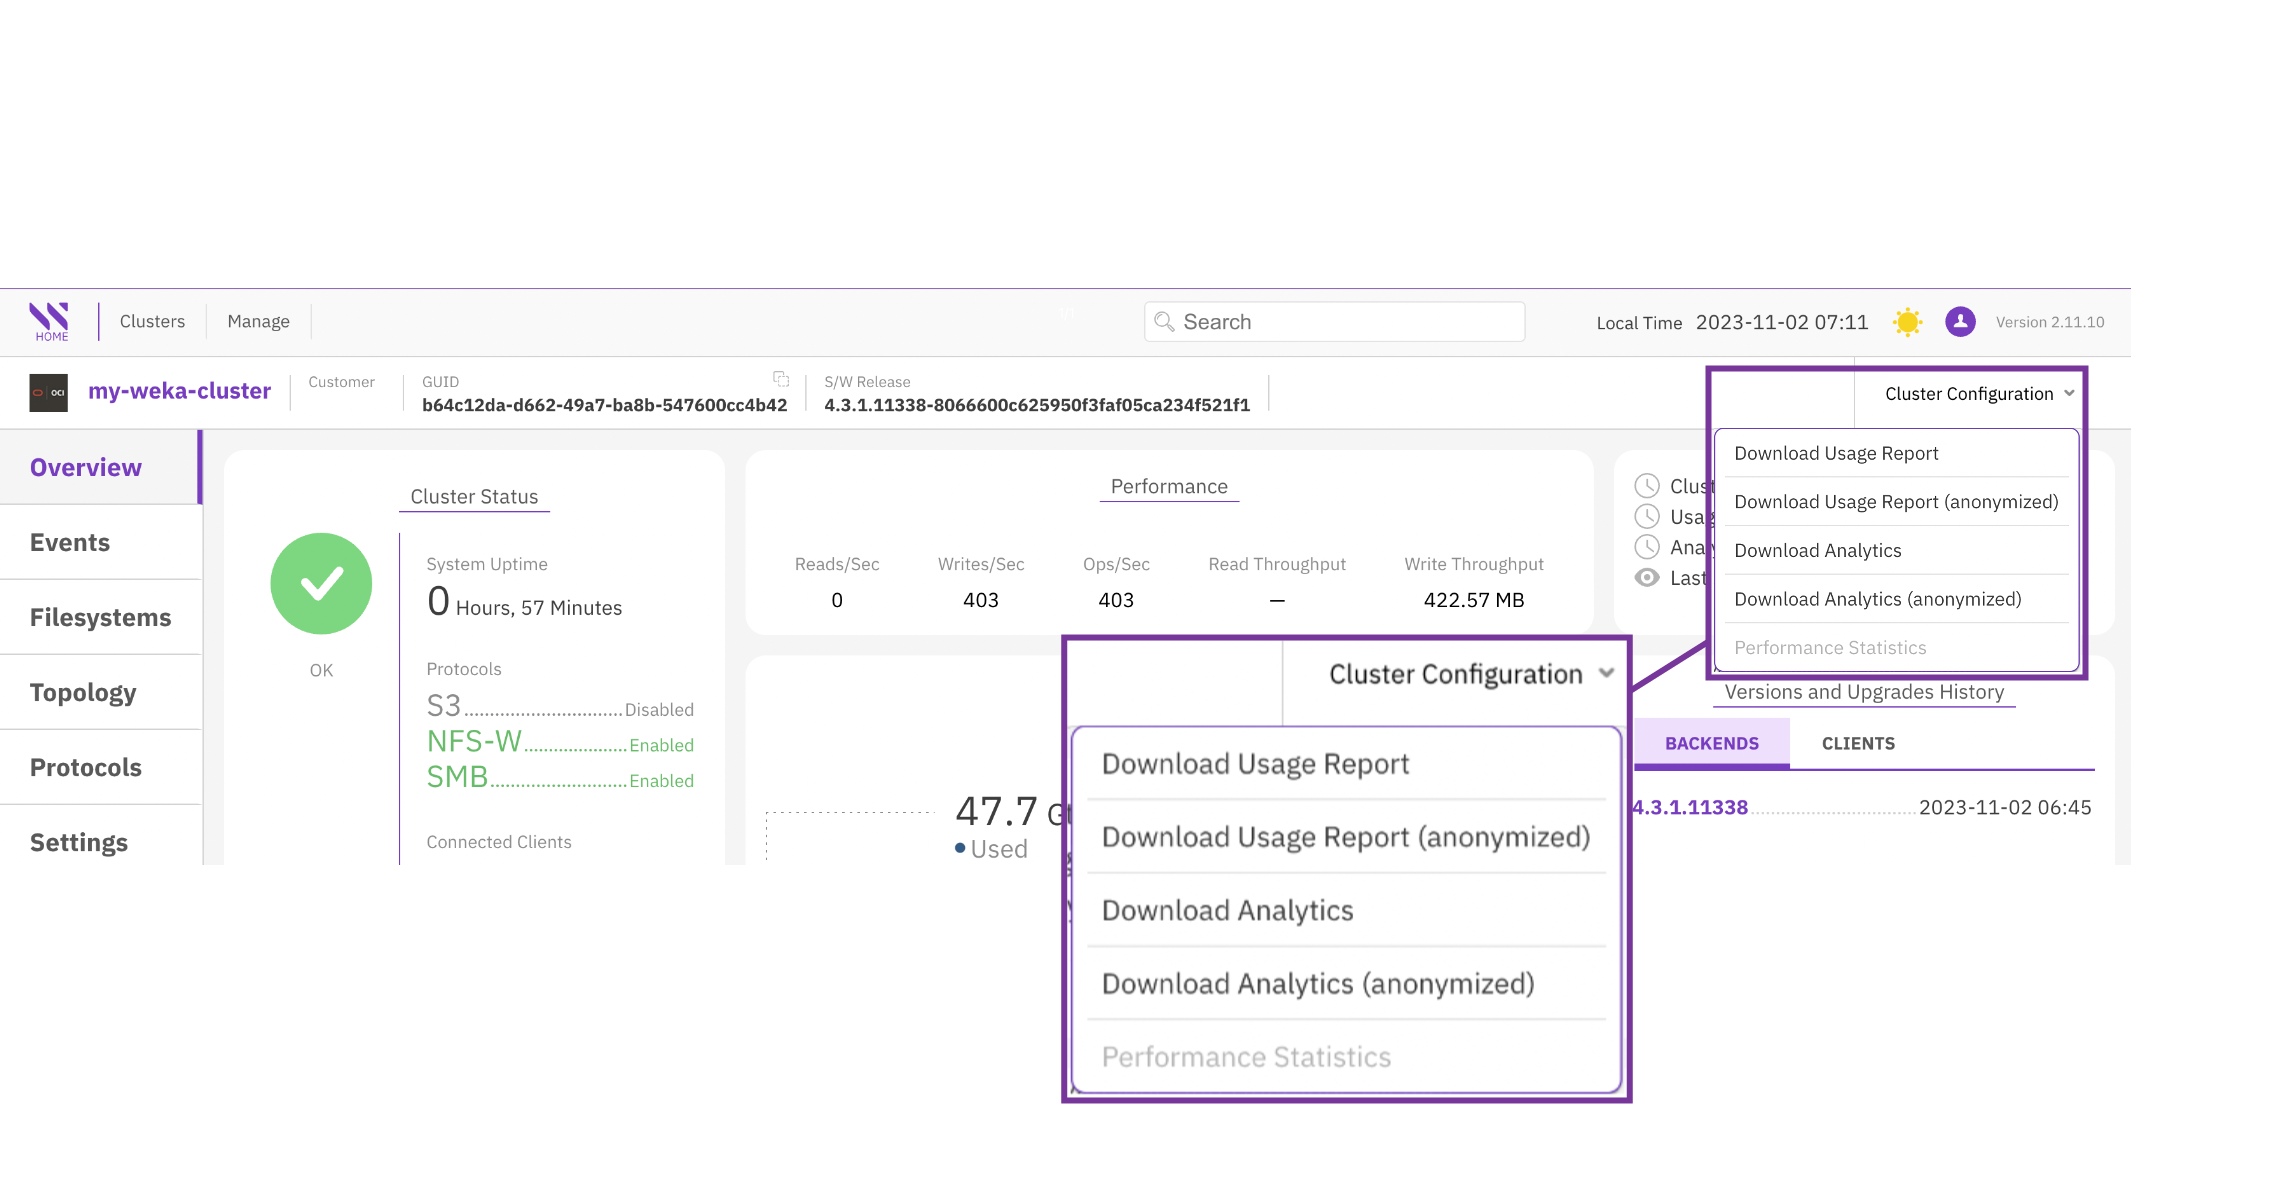 HOME
Clusters
Manage
Search
Local Time 2023-11-02 07:11
Version 2.11.10
OCI
my-weka-cluster
Customer
GUID
b64c12da-d662-49a7-ba8b-547600cc4b42
S/W Release
4.3.1.11338-8066600c625950f3faf05ca234f521f1
Cluster Configuration
Download Usage Report
Download Usage Report (anonymized)
Download Analytics
Download Analytics (anonymized)
Performance Statistics
Overview
Events
Filesystems
Topology
Protocols
Settings
Cluster Status
OK
System Uptime
0 Hours, 57 Minutes
Protocols
S3 Disabled
NFS-W Enabled
SMB Enabled
Connected Clients
Performance
Reads/Sec
0
Writes/Sec
403
Ops/Sec
403
Read Throughput
—
Write Throughput
422.57 MB
Last
47.7
Used
Cluster Configuration
Download Usage Report
Download Usage Report (anonymized)
Download Analytics
Download Analytics (anonymized)
Performance Statistics
Versions and Upgrades History
BACKENDS
CLIENTS
4.3.1.11338 2023-11-02 06:45